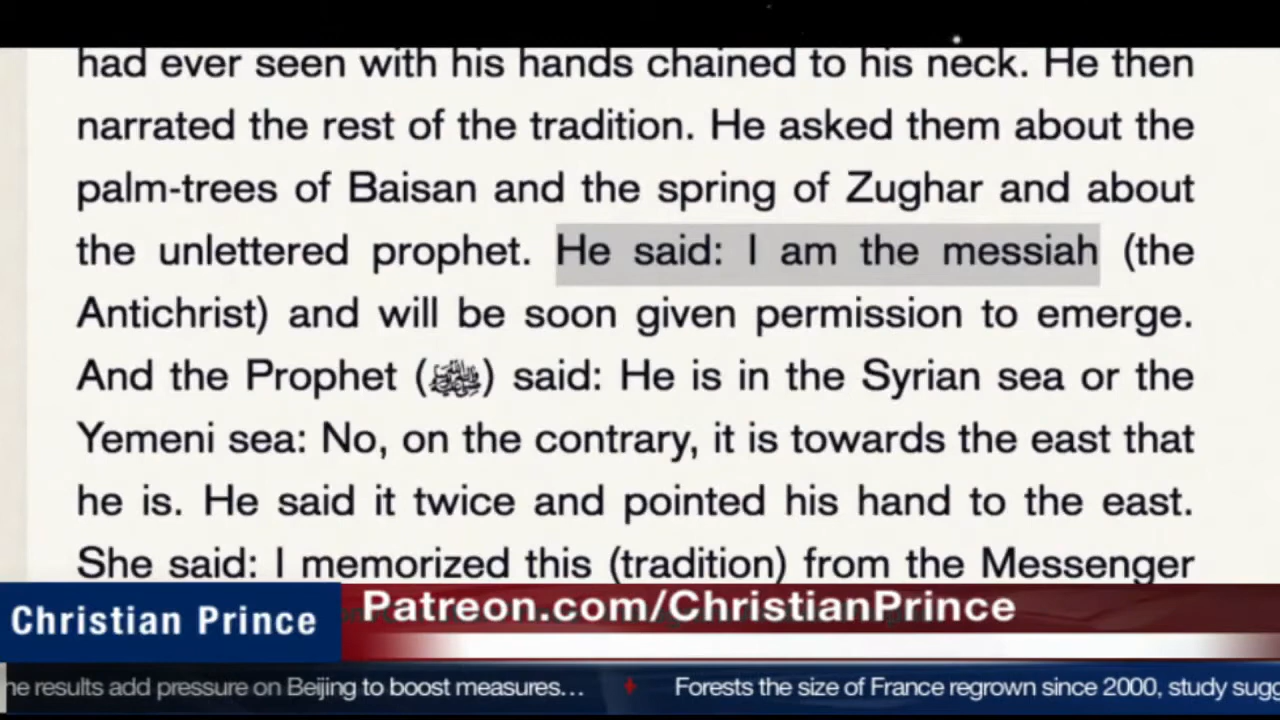 had ever seen with his hands chained to his neck. He then
narrated the rest of the tradition. He asked them about the
palm-trees of Baisan and the spring of Zughar and about
the unlettered prophet. He said: I am the messiah (the
Antichrist) and will be soon given permission to emerge.
And the Prophet (ﷺ) said: He is in the Syrian sea or the
Yemeni sea: No, on the contrary, it is towards the east that
he is. He said it twice and pointed his hand to the east.
She said: I memorized this (tradition) from the Messenger
Patreon.com/ChristianPrince
Christian Prince
he results add pressure on Beijing to boost measures... Forests the size of France regrown since 2000, study sugg